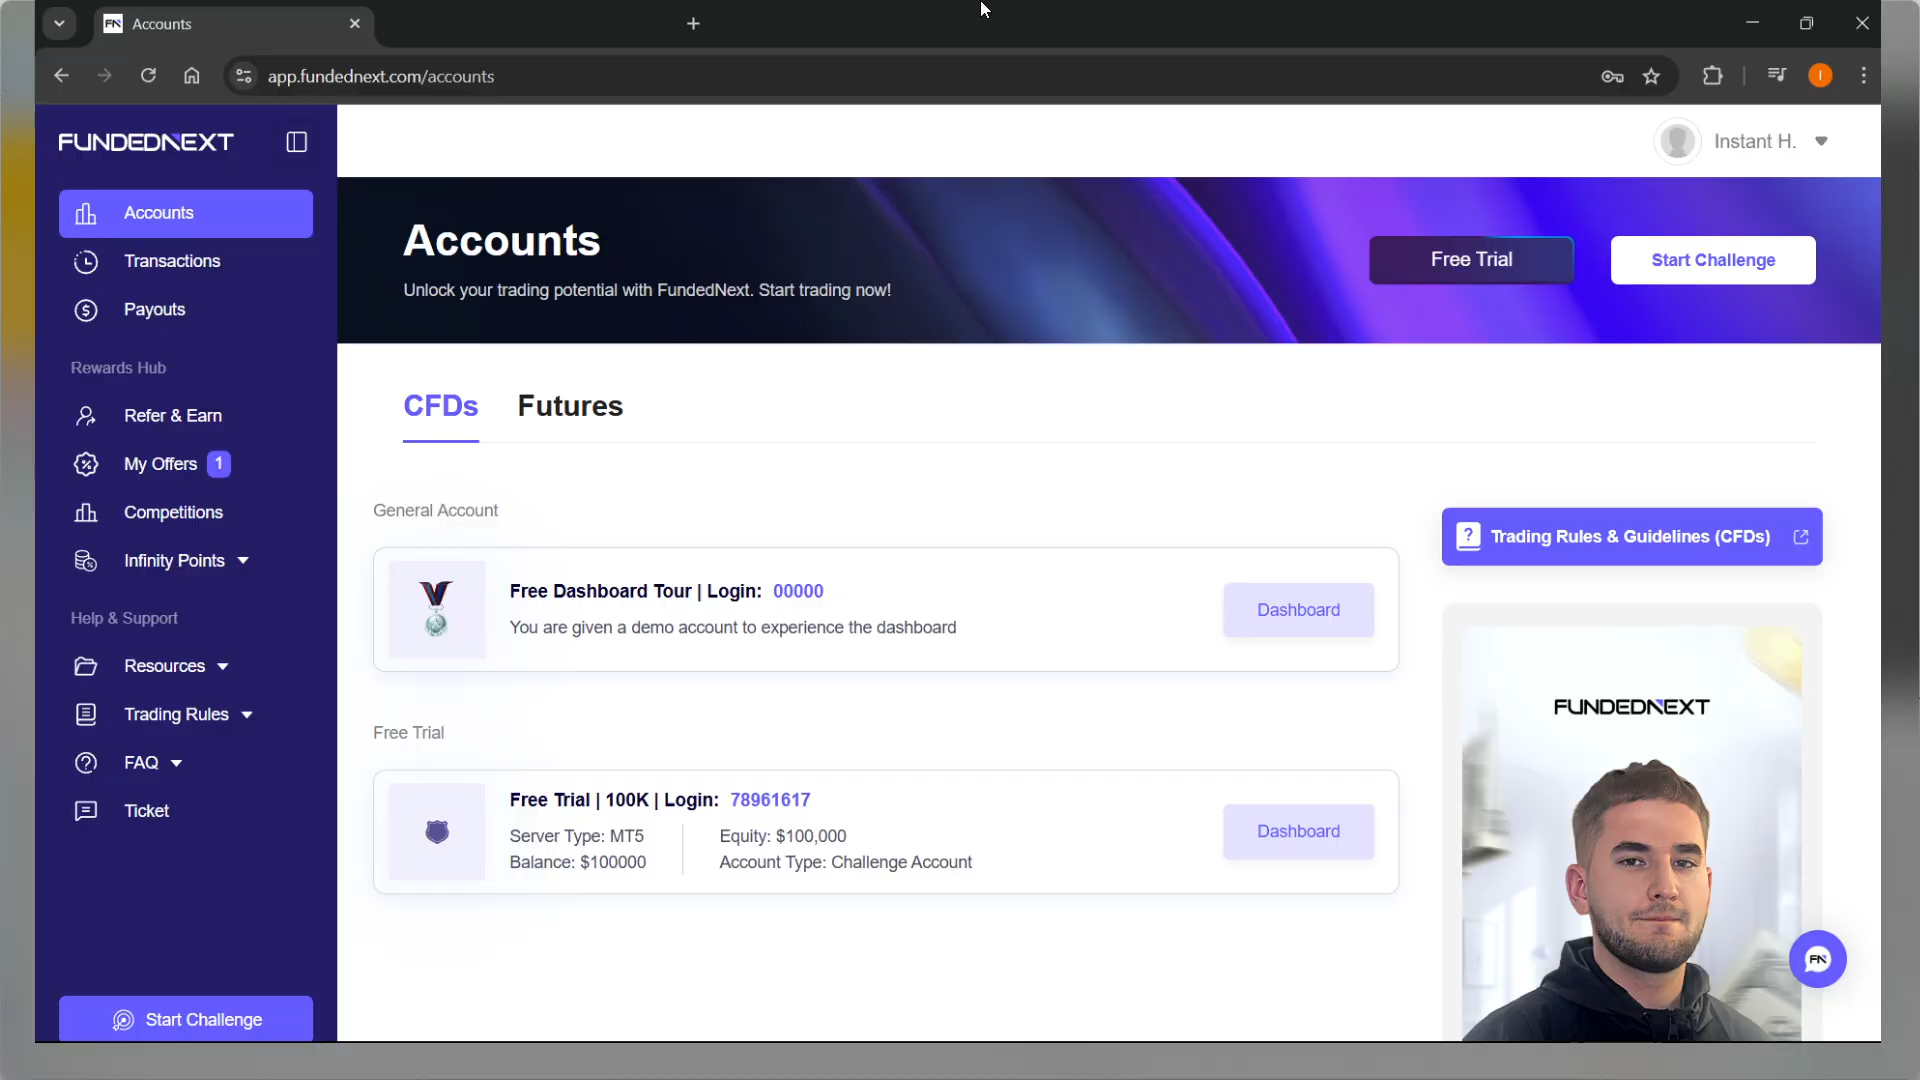 FN Accounts
app.fundednext.com/accounts
I
FUNDEDNEXT
Instant H.
Accounts
Transactions
Payouts
Rewards Hub
Refer & Earn
My Offers 1
Competitions
Infinity Points
Help & Support
Resources
Trading Rules
FAQ
Ticket
Start Challenge
Accounts
Unlock your trading potential with FundedNext. Start trading now!
Free Trial
Start Challenge
CFDs Futures
General Account
Free Dashboard Tour | Login: 00000
You are given a demo account to experience the dashboard
Dashboard
Free Trial
Free Trial | 100K | Login: 78961617
Server Type: MT5
Balance: $100000
Equity: $100,000
Account Type: Challenge Account
Dashboard
? Trading Rules & Guidelines (CFDs)
FUNDEDNEXT
FN